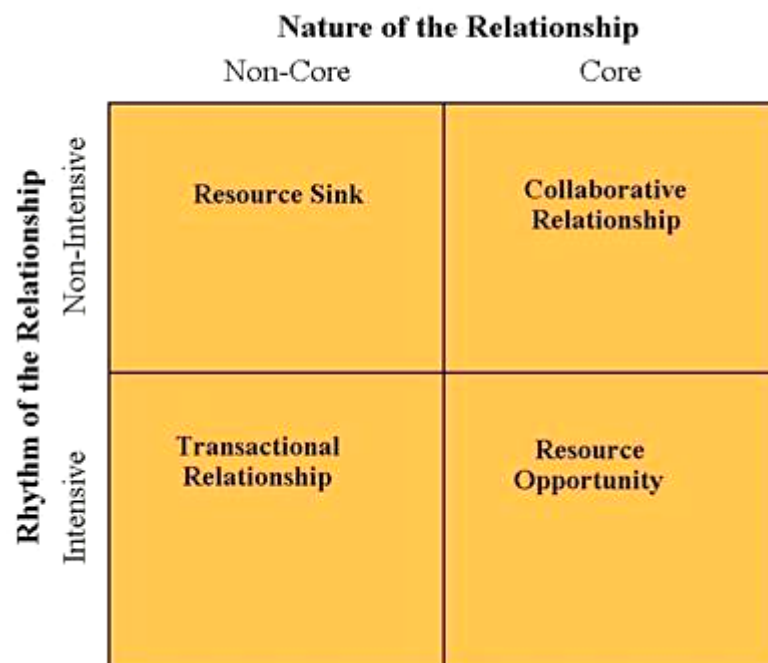 Nature of the Relationship
Non-Core Core
Rhythm of the Relationship
Non-Intensive
Resource Sink
Collaborative
Relationship
Intensive
Transactional
Relationship
Resource
Opportunity